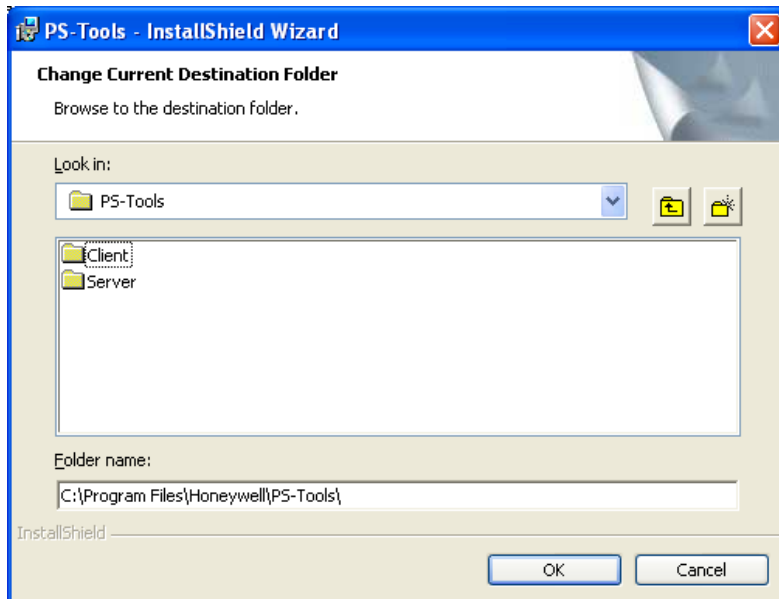 PS-Tools - InstallShield Wizard
Change Current Destination Folder
Browse to the destination folder.
Look in:
PS-Tools
Client
Server
Folder name:
C:\Program Files\Honeywell\PS-Tools\
InstallShield
OK Cancel